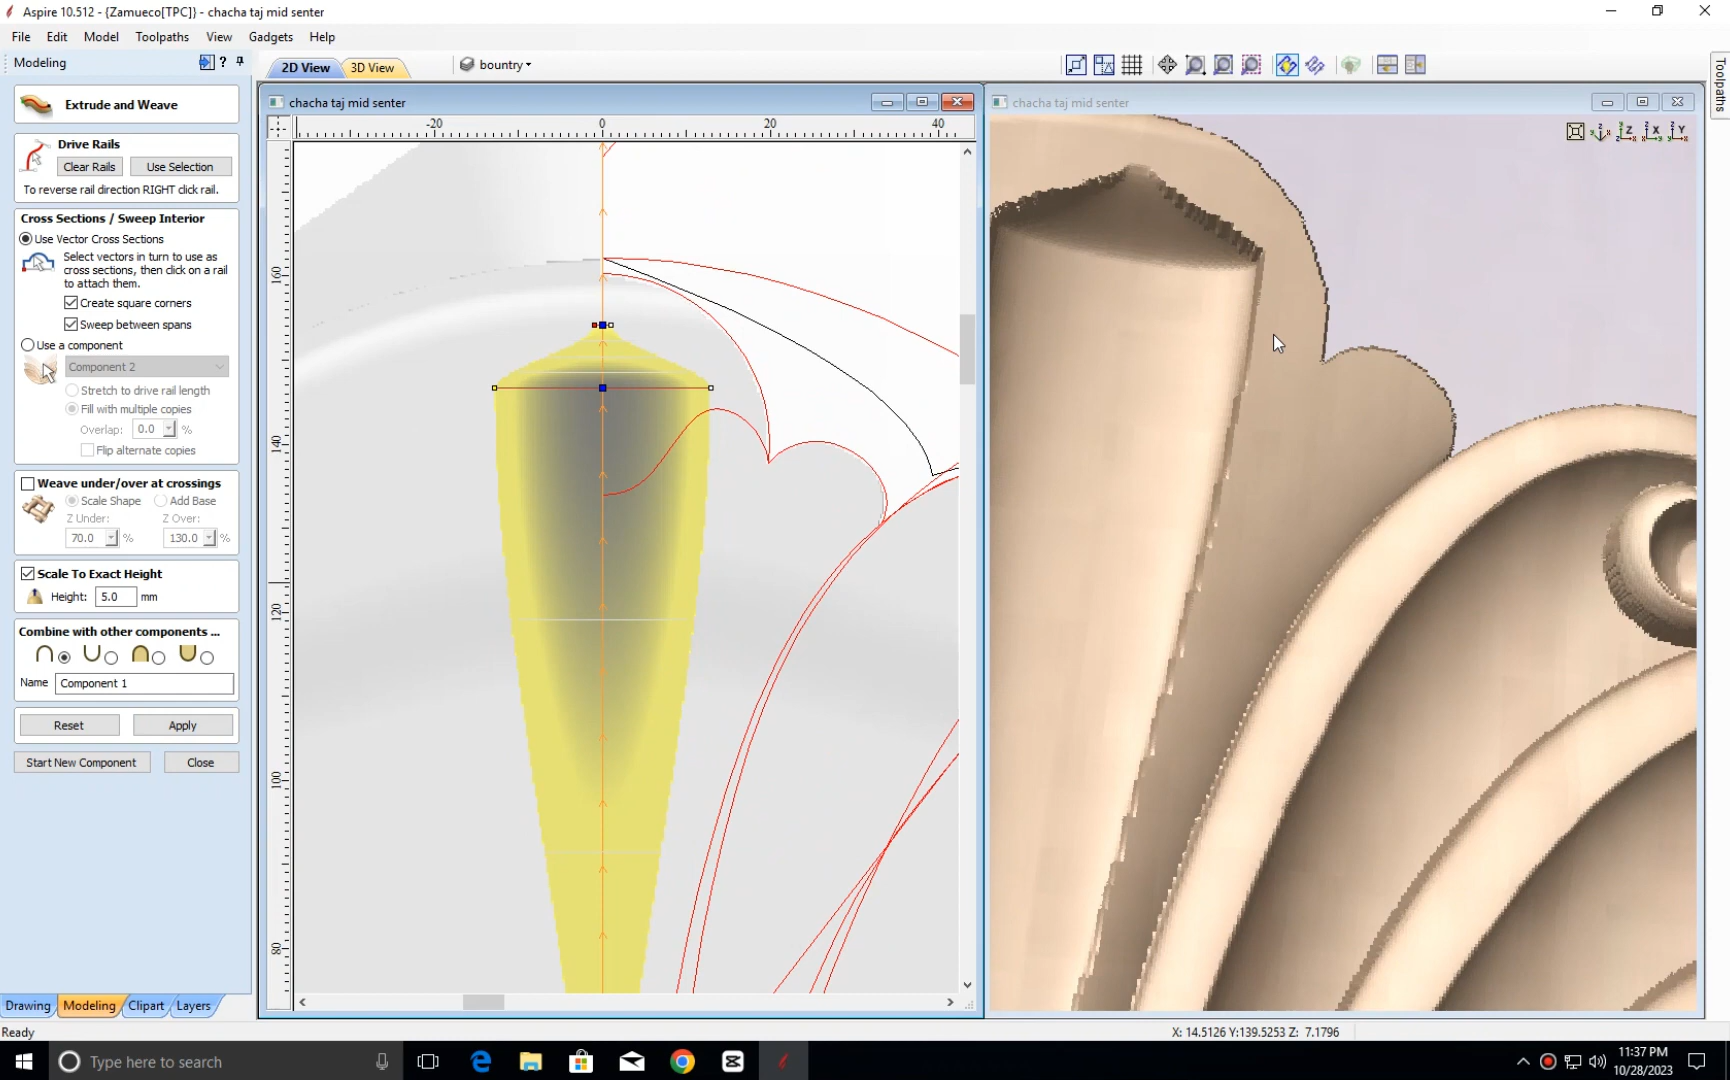 Aspire 10.512 - {Zamueco[TPC]} - chacha taj mid senter
File Edit Model Toolpaths View Gadgets Help
Modeling
2D View 3D View bountry
Toolpaths
Extrude and Weave
Drive Rails
Clear Rails Use Selection
To reverse rail direction RIGHT click rail.
Cross Sections / Sweep Interior
Use Vector Cross Sections
Select vectors in turn to use as
cross sections, then click on a rail
to attach them.
Create square corners
Sweep between spans
Use a component
Component 2
Stretch to drive rail length
Fill with multiple copies
Overlap: 0.0 %
Flip alternate copies
Weave under/over at crossings
Scale Shape Add Base
Z Under: Z Over:
70.0 % 130.0 %
Scale To Exact Height
Height: 5.0 mm
Combine with other components ...
Name Component 1
Reset Apply
Start New Component Close
Drawing Modeling Clipart Layers
chacha taj mid senter
-20 0 20 40
160
140
120
100
80
chacha taj mid senter
Z X Y
Ready
X: 14.5126 Y:139.5253 Z: 7.1796
Type here to search
11:37 PM
10/28/2023